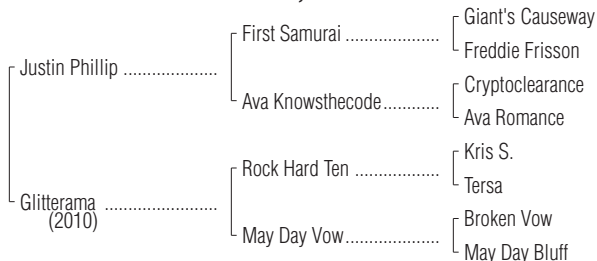 Giant's Causeway
First Samurai ...................
Freddie Frisson
Justin Phillip ...................
Cryptoclearance
Ava Knowsthecode............
Ava Romance
Kris S.
Rock Hard Ten .................
Tersa
Glitterama .......................
(2010)
Broken Vow
May Day Vow...................
May Day Bluff